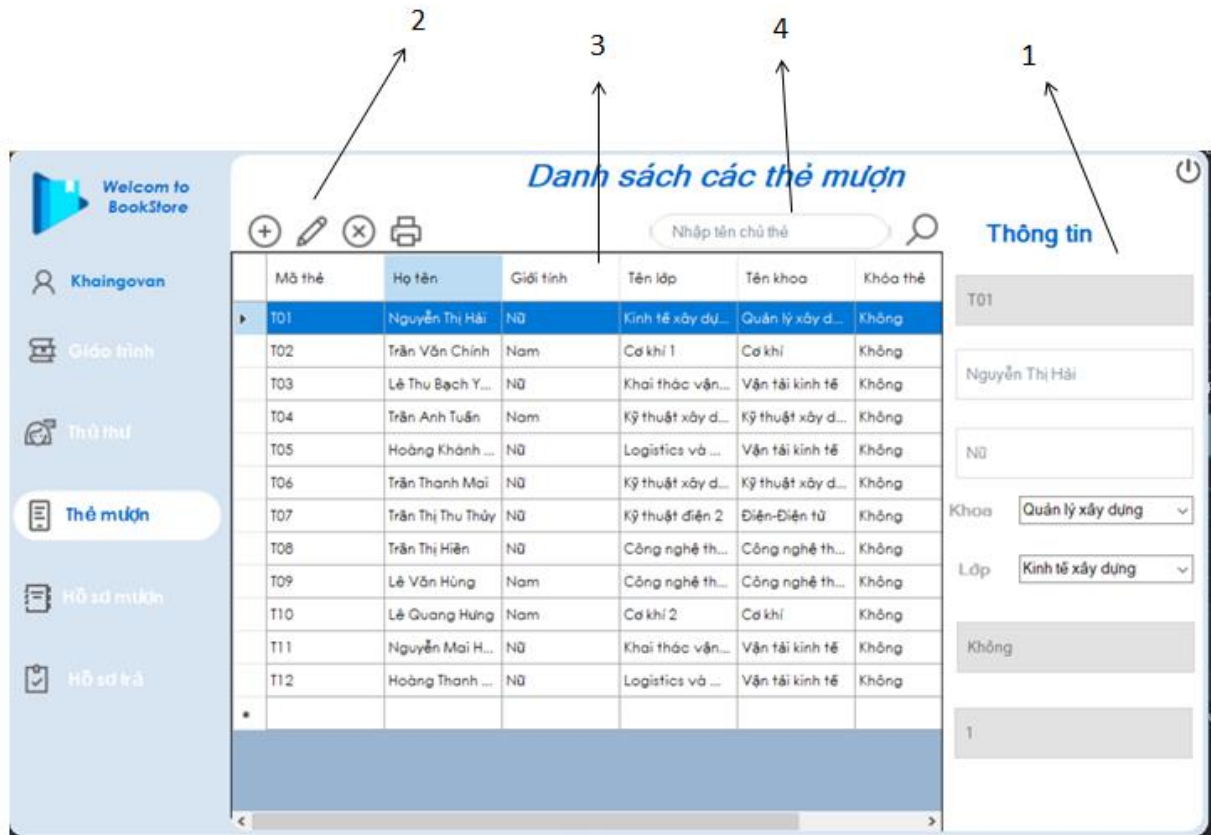 2
3
4
1
Welcom to
BookStore
Danh sách các thẻ mượn
Nhập tên chủ thẻ
Thông tin
Khaingovan
Giáo trình
Thủ thư
Thẻ mượn
Hồ sơ mượn
Hồ sơ trả
Mã thẻ Họ tên Giới tính Tên lớp Tên khoa Khóa thẻ
T01 Nguyễn Thị Hải Nữ Kinh tế xây dự... Quản lý xây d... Không
T02 Trần Văn Chính Nam Cơ khí 1 Cơ khí Không
T03 Lê Thu Bạch Y... Nữ Khai thác vận... Vận tải kinh tế Không
T04 Trần Anh Tuấn Nam Kỹ thuật xây d... Kỹ thuật xây d... Không
T05 Hoàng Khánh ... Nữ Logistics và ... Vận tải kinh tế Không
T06 Trần Thanh Mai Nữ Kỹ thuật xây d... Kỹ thuật xây d... Không
T07 Trần Thị Thu Thủy Nữ Kỹ thuật điện 2 Điện-Điện tử Không
T08 Trần Thị Hiền Nữ Công nghệ th... Công nghệ th... Không
T09 Lê Văn Hùng Nam Công nghệ th... Công nghệ th... Không
T10 Lê Quang Hưng Nam Cơ khí 2 Cơ khí Không
T11 Nguyễn Mai H... Nữ Khai thác vận... Vận tải kinh tế Không
T12 Hoàng Thanh ... Nữ Logistics và ... Vận tải kinh tế Không
T01
Nguyễn Thị Hải
Nữ
Khoa Quản lý xây dựng
Lớp Kinh tế xây dựng
Không
1